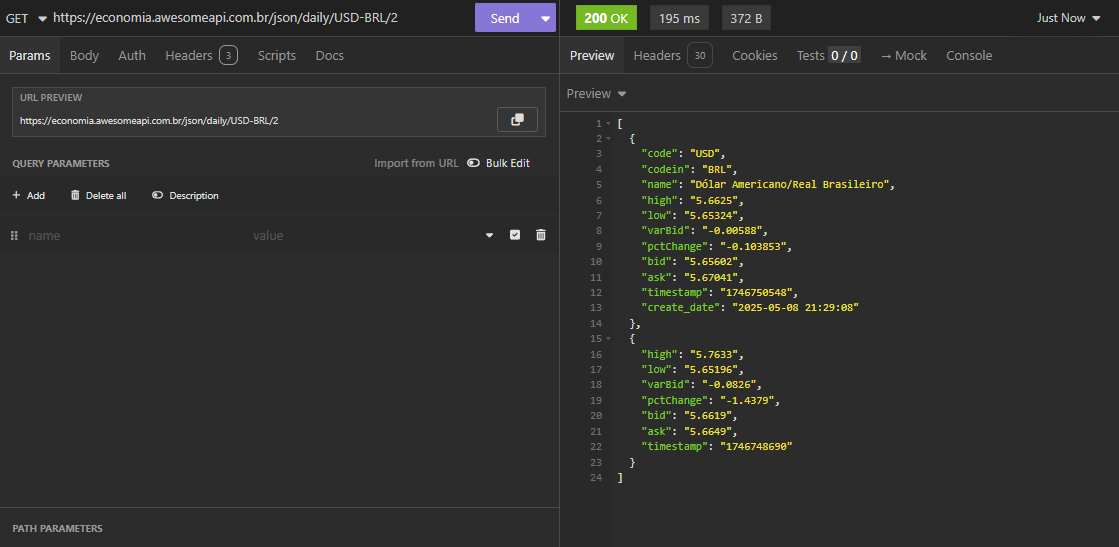 GET https://economia.awesomeapi.com.br/json/daily/USD-BRL/2 Send
Params Body Auth Headers 3 Scripts Docs
URL PREVIEW
https://economia.awesomeapi.com.br/json/daily/USD-BRL/2
QUERY PARAMETERS Import from URL Bulk Edit
+ Add Delete all Description
name value
PATH PARAMETERS
200 OK 195 ms 372 B Just Now
Preview Headers 30 Cookies Tests 0 / 0 → Mock Console
Preview
1 [
2 {
3 "code": "USD",
4 "codein": "BRL",
5 "name": "Dólar Americano/Real Brasileiro",
6 "high": "5.6625",
7 "low": "5.65324",
8 "varBid": "-0.00588",
9 "pctChange": "-0.103853",
10 "bid": "5.65602",
11 "ask": "5.67041",
12 "timestamp": "1746750548",
13 "create_date": "2025-05-08 21:29:08"
14 },
15 {
16 "high": "5.7633",
17 "low": "5.65196",
18 "varBid": "-0.0826",
19 "pctChange": "-1.4379",
20 "bid": "5.6619",
21 "ask": "5.6649",
22 "timestamp": "1746748690"
23 }
24 ]